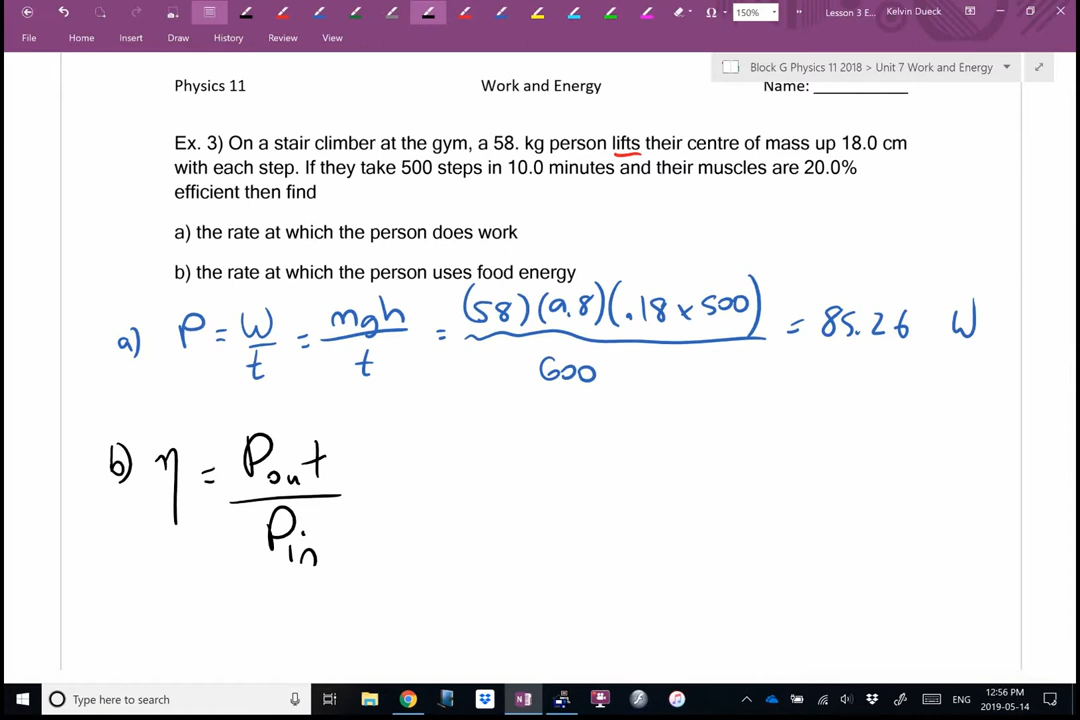 150%
Lesson 3 E...
Kelvin Dueck
File Home Insert Draw History Review View
Block G Physics 11 2018 > Unit 7 Work and Energy
Physics 11 Work and Energy Name: __________
Ex. 3) On a stair climber at the gym, a 58. kg person lifts their centre of mass up 18.0 cm
with each step. If they take 500 steps in 10.0 minutes and their muscles are 20.0%
efficient then find
a) the rate at which the person does work
b) the rate at which the person uses food energy
a) P = W/t = mgh/t = (58)(9.8)(.18 x 500)/600 = 85.26 W
b) η = Pout/Pin
Type here to search
ENG
12:56 PM
2019-05-14